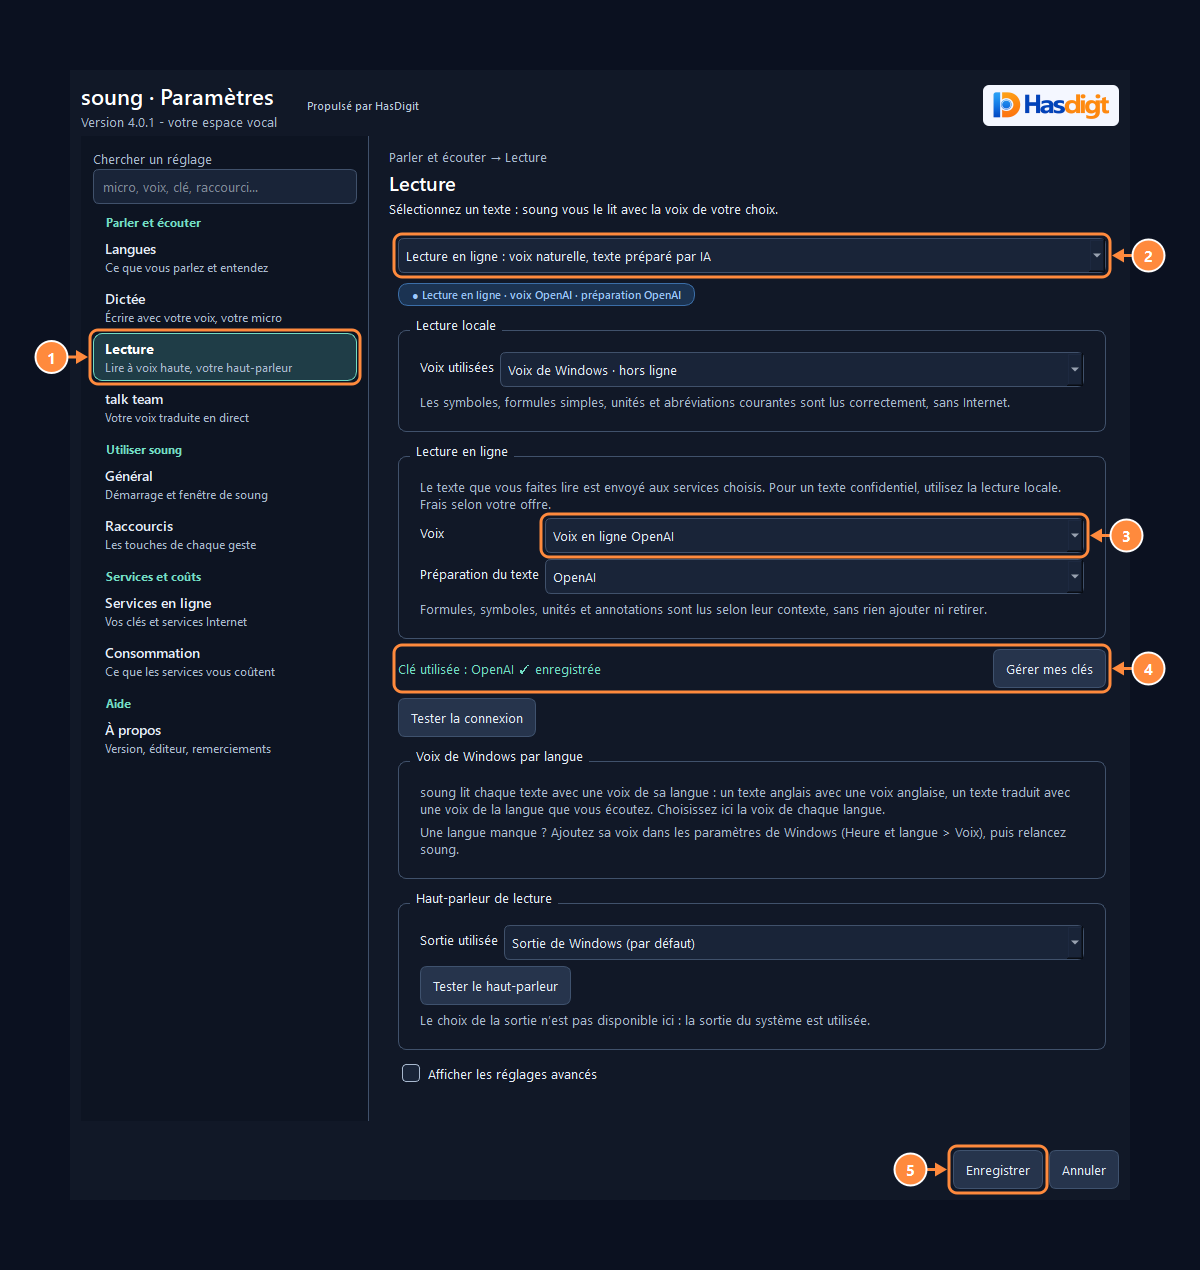 soung · Paramètres
Propulsé par HasDigit
Hasdigit
Version 4.0.1 - votre espace vocal
Chercher un réglage
micro, voix, clé, raccourci...
Parler et écouter
Langues
Ce que vous parlez et entendez
Dictée
Écrire avec votre voix, votre micro
1
Lecture
Lire à voix haute, votre haut-parleur
talk team
Votre voix traduite en direct
Utiliser soung
Général
Démarrage et fenêtre de soung
Raccourcis
Les touches de chaque geste
Services et coûts
Services en ligne
Vos clés et services Internet
Consommation
Ce que les services vous coûtent
Aide
À propos
Version, éditeur, remerciements
Parler et écouter → Lecture
Lecture
Sélectionnez un texte : soung vous le lit avec la voix de votre choix.
Lecture en ligne : voix naturelle, texte préparé par IA
2
● Lecture en ligne · voix OpenAI · préparation OpenAI
Lecture locale
Voix utilisées
Voix de Windows · hors ligne
Les symboles, formules simples, unités et abréviations courantes sont lus correctement, sans Internet.
Lecture en ligne
Le texte que vous faites lire est envoyé aux services choisis. Pour un texte confidentiel, utilisez la lecture locale.
Frais selon votre offre.
Voix
Voix en ligne OpenAI
3
Préparation du texte
OpenAI
Formules, symboles, unités et annotations sont lus selon leur contexte, sans rien ajouter ni retirer.
Clé utilisée : OpenAI ✓ enregistrée
Gérer mes clés
4
Tester la connexion
Voix de Windows par langue
soung lit chaque texte avec une voix de sa langue : un texte anglais avec une voix anglaise, un texte traduit avec
une voix de la langue que vous écoutez. Choisissez ici la voix de chaque langue.
Une langue manque ? Ajoutez sa voix dans les paramètres de Windows (Heure et langue > Voix), puis relancez
soung.
Haut-parleur de lecture
Sortie utilisée
Sortie de Windows (par défaut)
Tester le haut-parleur
Le choix de la sortie n'est pas disponible ici : la sortie du système est utilisée.
Afficher les réglages avancés
5
Enregistrer
Annuler